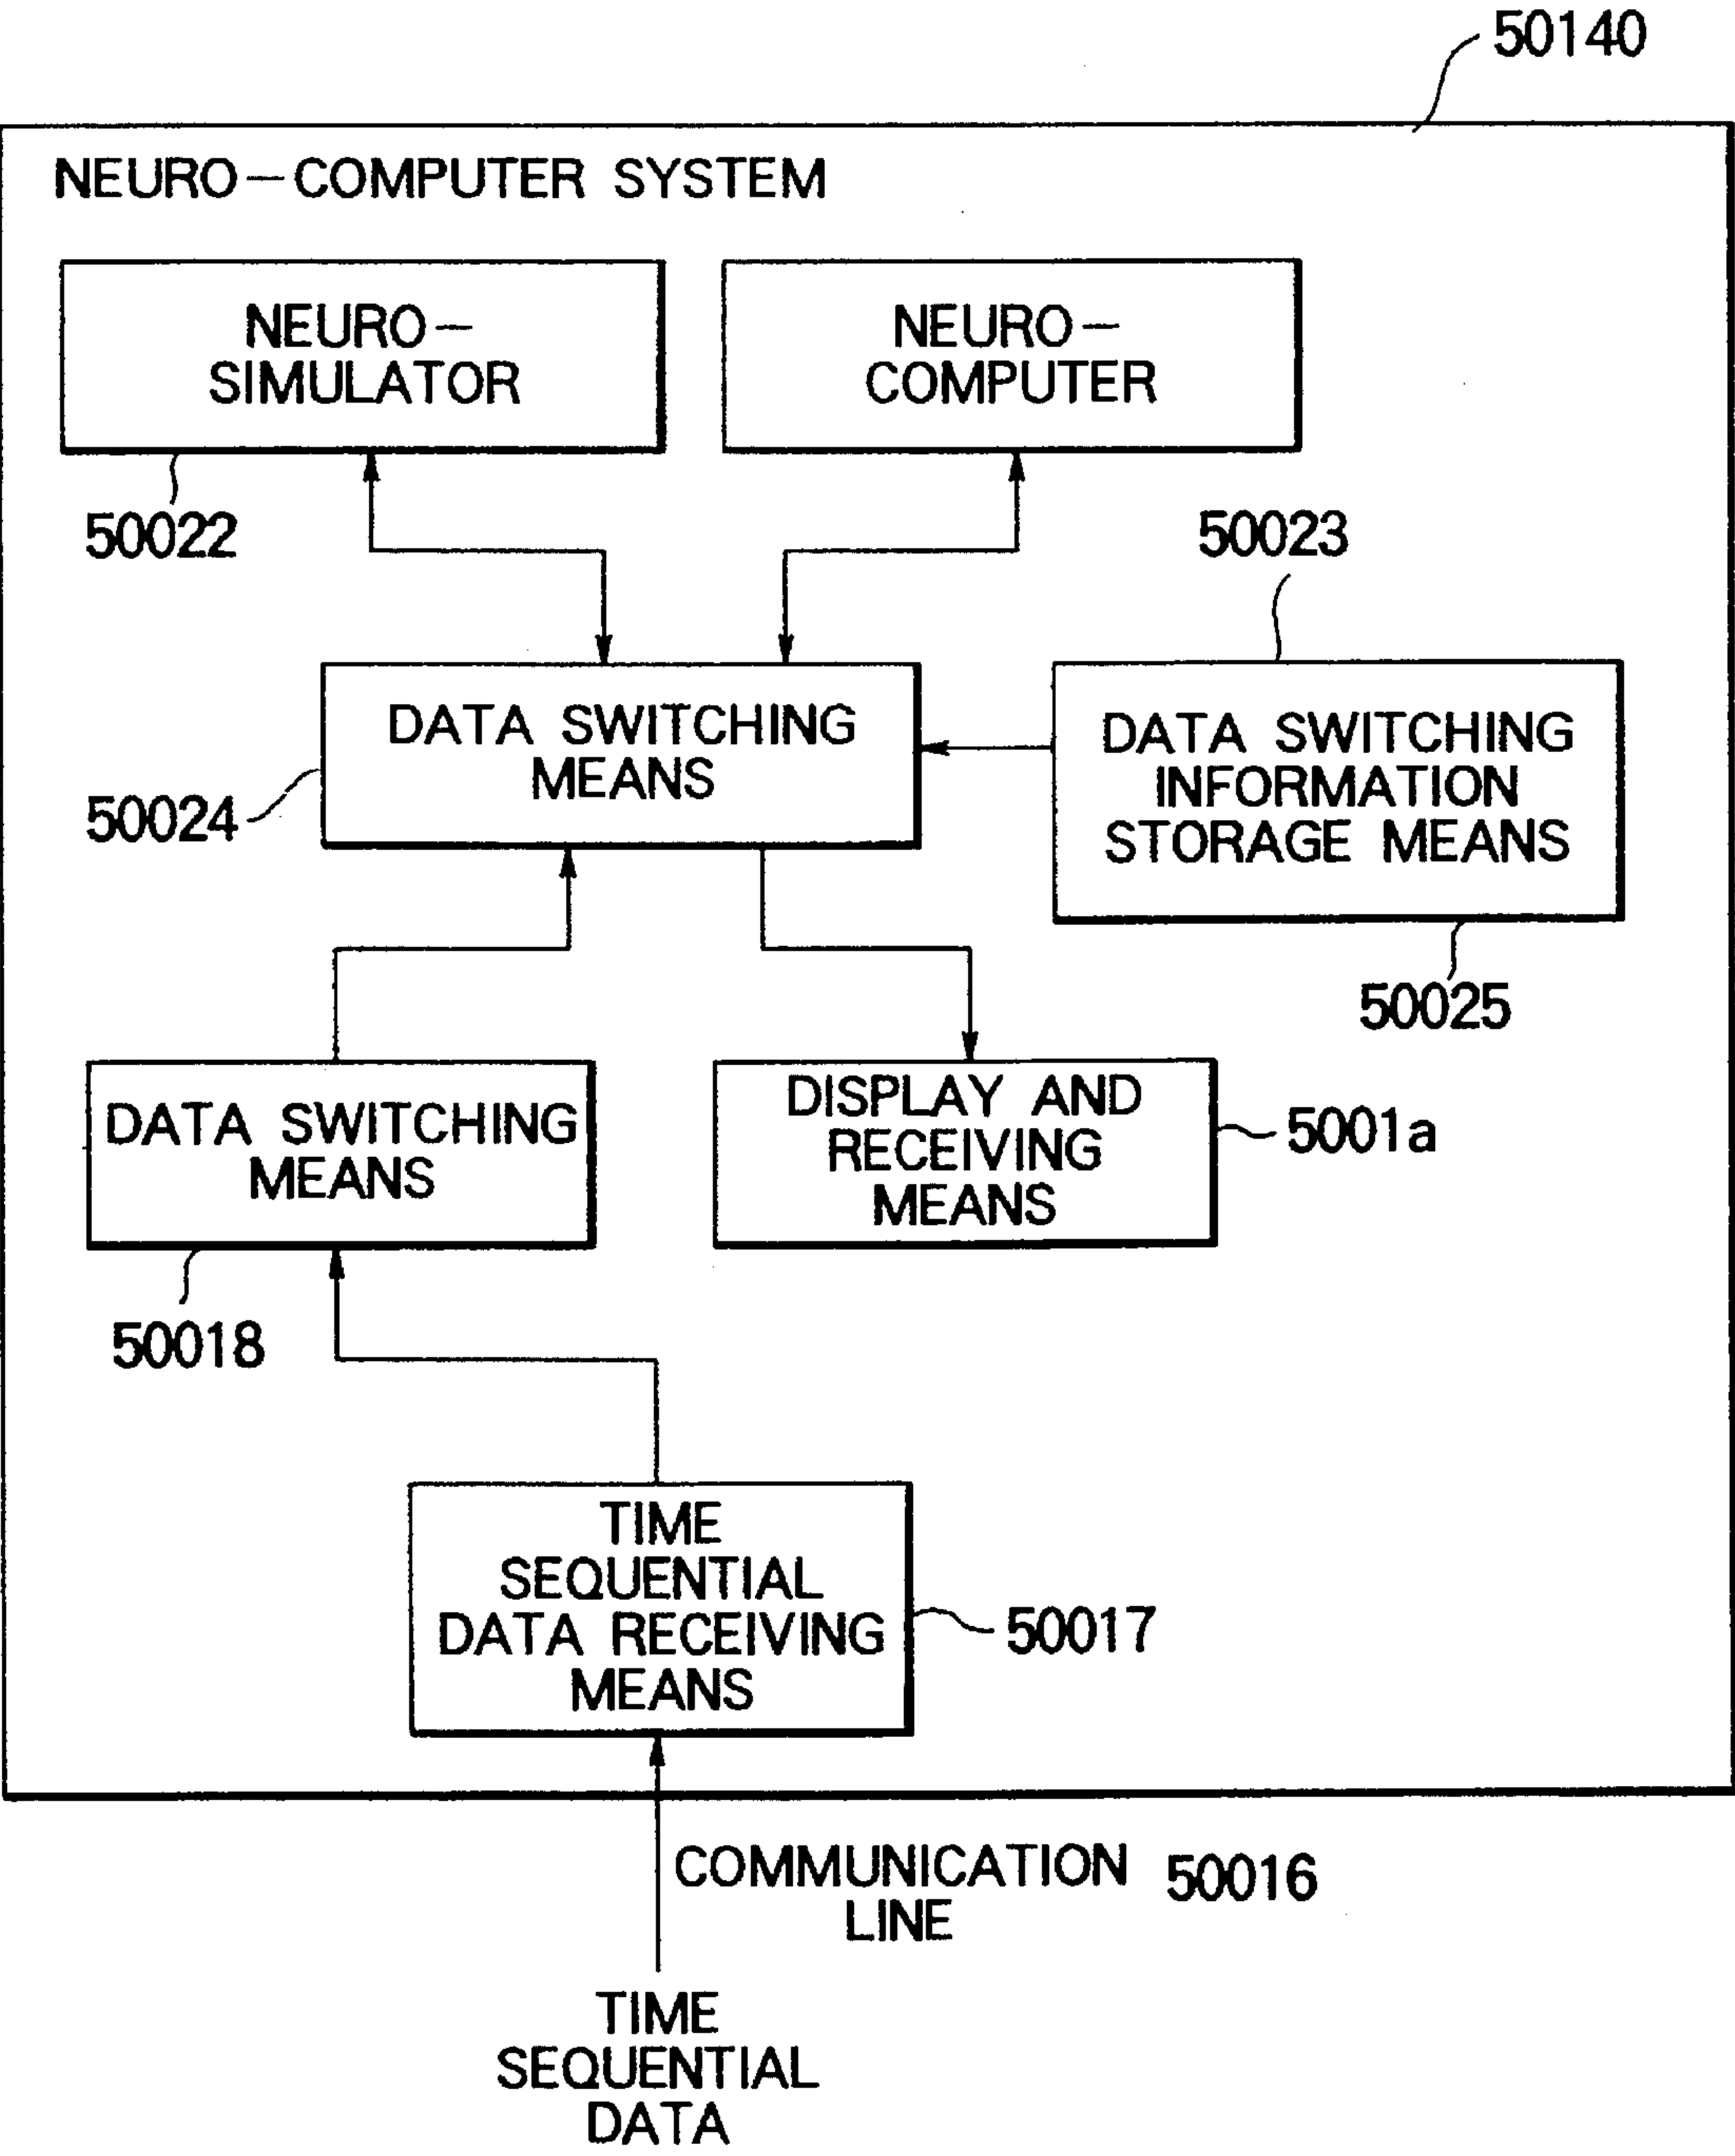 50140
NEURO—COMPUTER SYSTEM
NEURO—
SIMULATOR
NEURO—
COMPUTER
50022
50023
DATA SWITCHING
MEANS
50024
DATA SWITCHING
INFORMATION
STORAGE MEANS
50025
DATA SWITCHING
MEANS
50018
DISPLAY AND
RECEIVING
MEANS
5001a
TIME
SEQUENTIAL
DATA RECEIVING
MEANS
50017
COMMUNICATION
LINE
50016
TIME
SEQUENTIAL
DATA